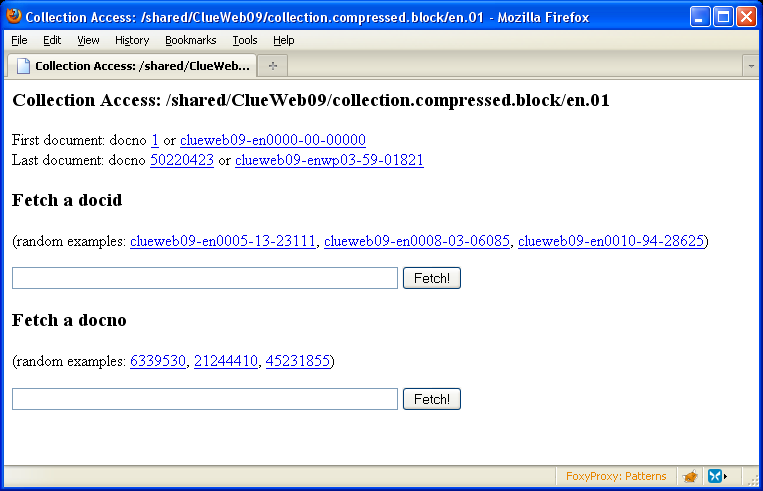 Collection Access: /shared/ClueWeb09/collection.compressed.block/en.01 - Mozilla Firefox
File Edit View History Bookmarks Tools Help
Collection Access: /shared/ClueWeb...
Collection Access: /shared/ClueWeb09/collection.compressed.block/en.01
First document: docno 1 or clueweb09-en0000-00-00000
Last document: docno 50220423 or clueweb09-enwp03-59-01821
Fetch a docid
(random examples: clueweb09-en0005-13-23111, clueweb09-en0008-03-06085, clueweb09-en0010-94-28625)
Fetch!
Fetch a docno
(random examples: 6339530, 21244410, 45231855)
Fetch!
FoxyProxy: Patterns